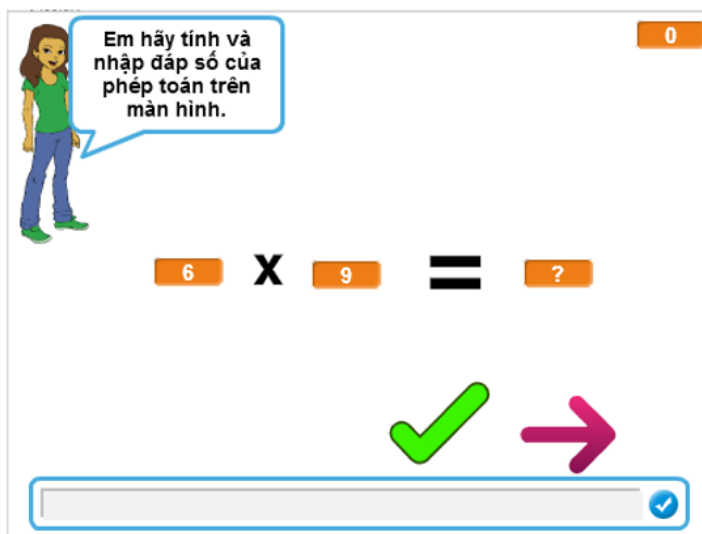 Em hãy tính và
nhập đáp số của
phép toán trên
màn hình.
0
6 x 9 = ?